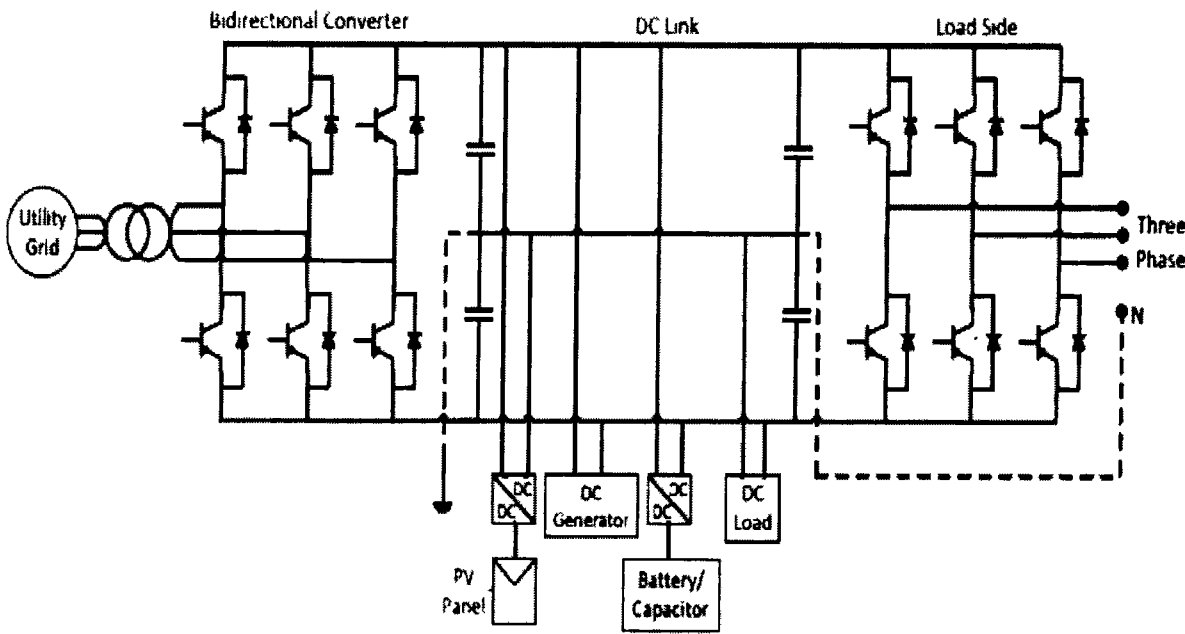 Bidirectional Converter
DC Link
Load Side
Utility
Grid
Three
Phase
N
DC
DC
DC
Generator
DC
DC
DC
Load
PV
Panel
Battery/
Capacitor